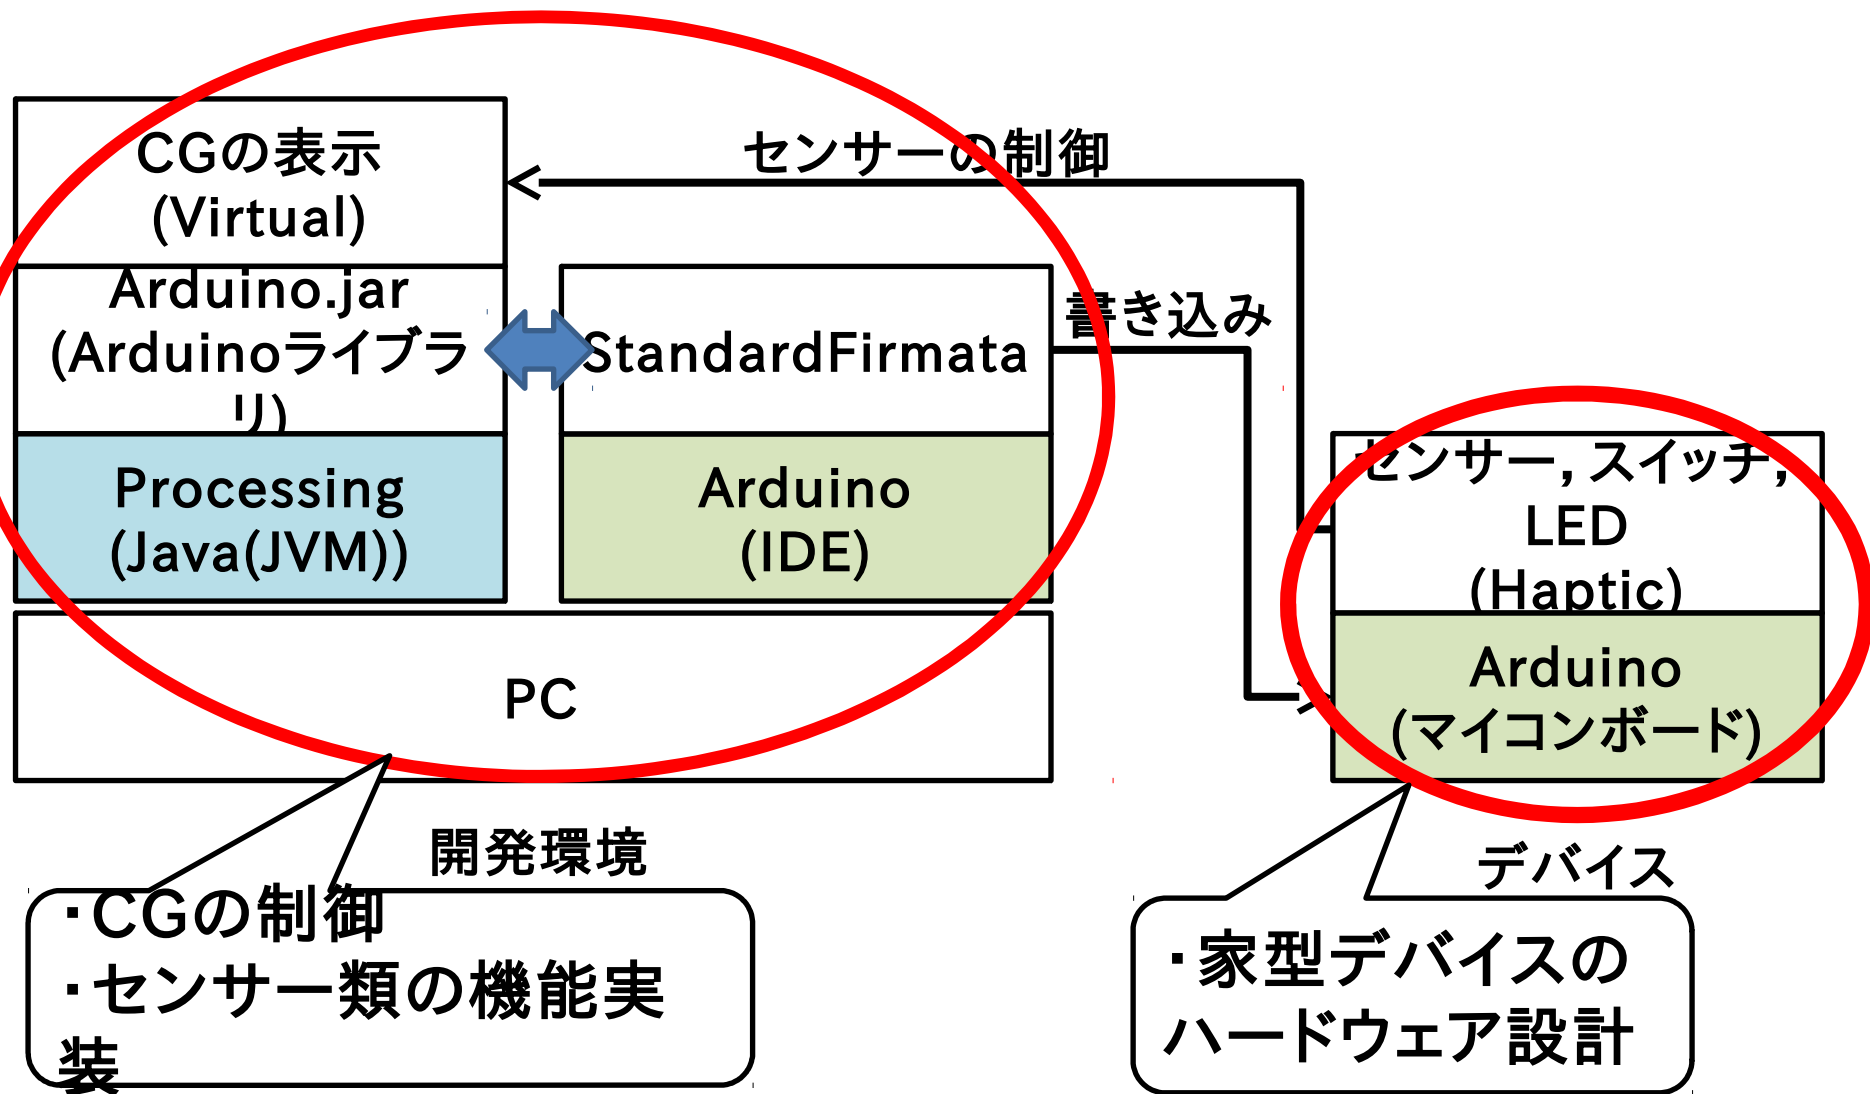 CGの表示
(Virtual)
センサーの制御
Arduino.jar
(Arduinoライブラ
リ)
StandardFirmata
書き込み
Processing
(Java(JVM))
Arduino
(IDE)
センサー,スイッチ,
LED
(Haptic)
PC
Arduino
(マイコンボード)
開発環境
デバイス
・CGの制御
・センサー類の機能実
装
・家型デバイスの
ハードウェア設計